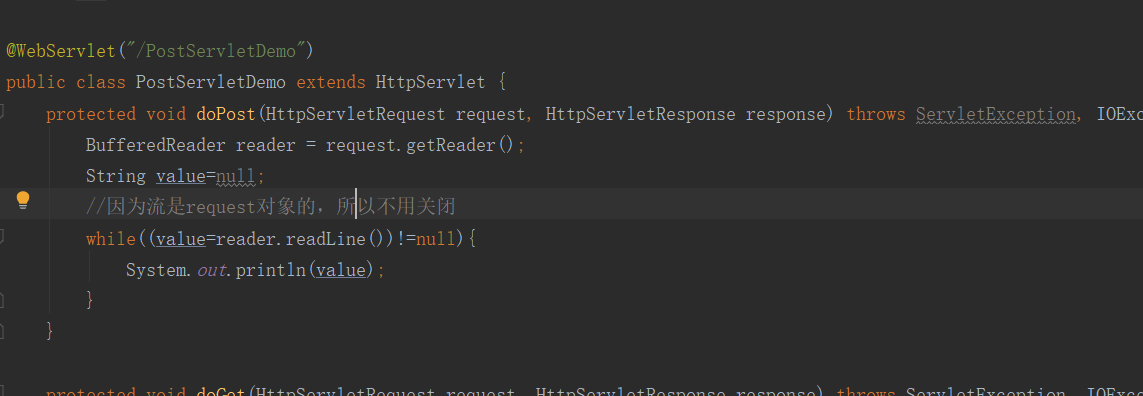 @WebServlet("/PostServletDemo")
public class PostServletDemo extends HttpServlet {
protected void doPost(HttpServletRequest request, HttpServletResponse response) throws ServletException, IOExc
BufferedReader reader = request.getReader();
String value=null;
//因为流是request对象的，所以不用关闭
while((value=reader.readLine())!=null){
System.out.println(value);
}
}
protected void doGet(HttpServletRequest request, HttpServletResponse response) throws ServletException, IOExc